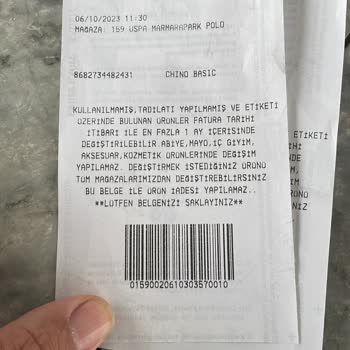 06/10/2023 11:30
MAĞAZA: 159 USPA MARMARAPARK POLO
8682734482431 CHINO BASIC
KULLANILMAMIŞ,TADİLATI YAPILMAMIŞ VE ETİKETİ
ÜZERİNDE BULUNAN ÜRÜNLER FATURA TARİHİ
İTİBARI İLE EN FAZLA 1 AY İÇERİSİNDE
DEĞİŞTİRİLEBİLİR ABİYE,MAYO,İÇ GİYİM,
AKSESUAR,KOZMETİK ÜRÜNLERİNDE DEĞİŞİM
YAPILAMAZ. DEĞİŞTİRMEK İSTEDİĞİNİZ ÜRÜNÜ
TÜM MAĞAZALARIMIZDAN DEĞİŞTİREBİLİRSİNİZ
BU BELGE İLE ÜRÜN İADESİ YAPILAMAZ..
**LÜTFEN BELGENİZİ SAKLAYINIZ**
01590020610303570010
ETİKETİ